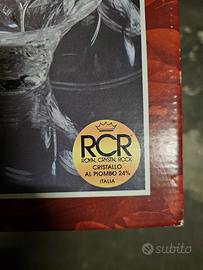 RCR
ROYAL CRYSTAL ROCK
CRISTALLO
AL PIOMBO 24%
ITALIA
subito